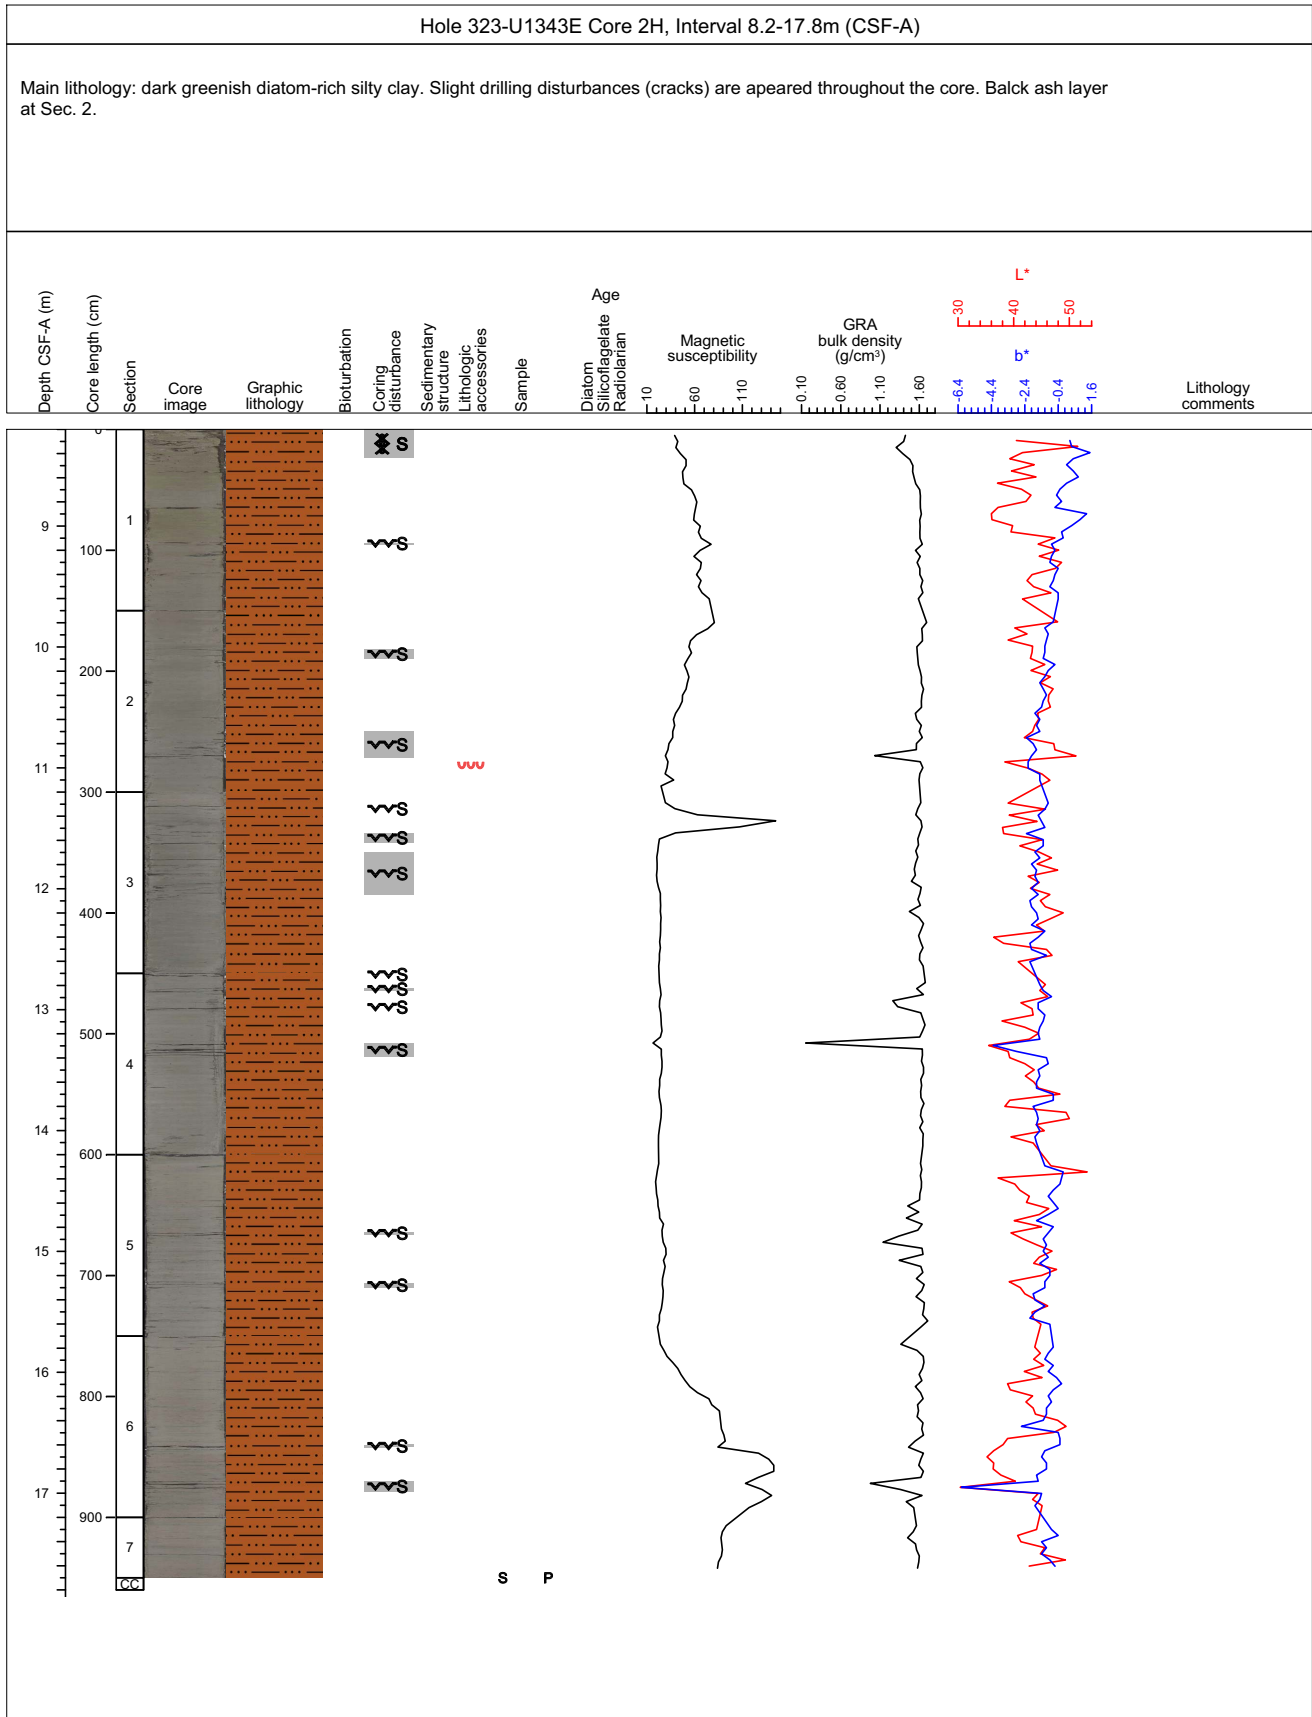 Hole 323-U1343E Core 2H, Interval 8.2-17.8m (CSF-A)
Main lithology: dark greenish diatom-rich silty clay. Slight drilling disturbances (cracks) are apeared throughout the core. Balck ash layer
at Sec. 2.
Depth CSF-A (m)
Core length (cm)
Section
Core
image
Graphic
lithology
Bioturbation
Coring
disturbance
Sedimentary
structure
Lithologic
accessories
Sample
Age
Diatom
Silicoflagelate
Radiolarian
Magnetic
susceptibility
10 60 110
GRA
bulk density
(g/cm³)
0.10 0.60 1.10 1.60
L*
30 40 50
b*
-6.4 -4.4 -2.4 -0.4 1.6
Lithology
comments
0
S
1
9
100
S
10
S
200
2
S
11
300
S
S
S
3
12
400
S
S
S
13
500
S
4
14
600
S
5
15
700
S
16
800
6
S
S
17
900
7
CC
S P